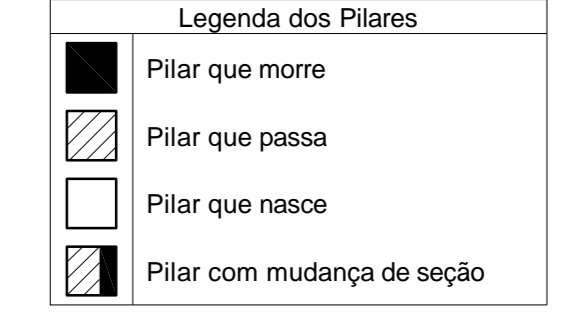 Legenda dos Pilares
Pilar que morre
Pilar que passa
Pilar que nasce
Pilar com mudança de seção